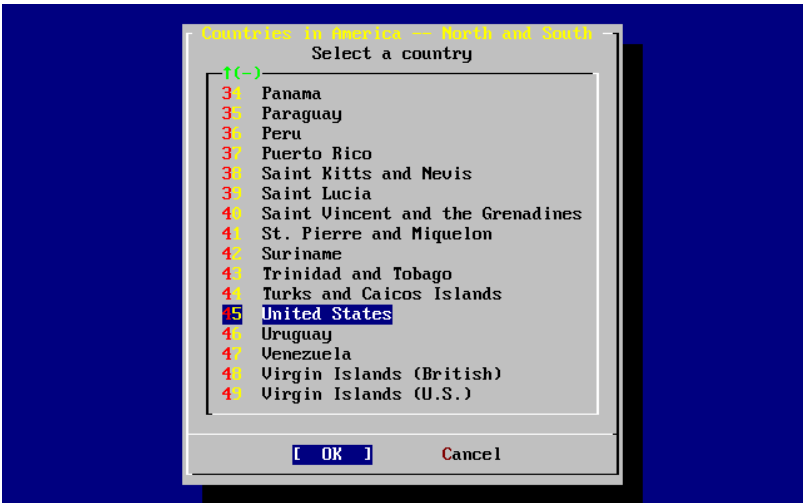 Countries in America -- North and South
Select a country
↑(-)
34 Panama
35 Paraguay
36 Peru
37 Puerto Rico
38 Saint Kitts and Nevis
39 Saint Lucia
40 Saint Vincent and the Grenadines
41 St. Pierre and Miquelon
42 Suriname
43 Trinidad and Tobago
44 Turks and Caicos Islands
45 United States
46 Uruguay
47 Venezuela
48 Virgin Islands (British)
49 Virgin Islands (U.S.)
[ OK ] Cancel